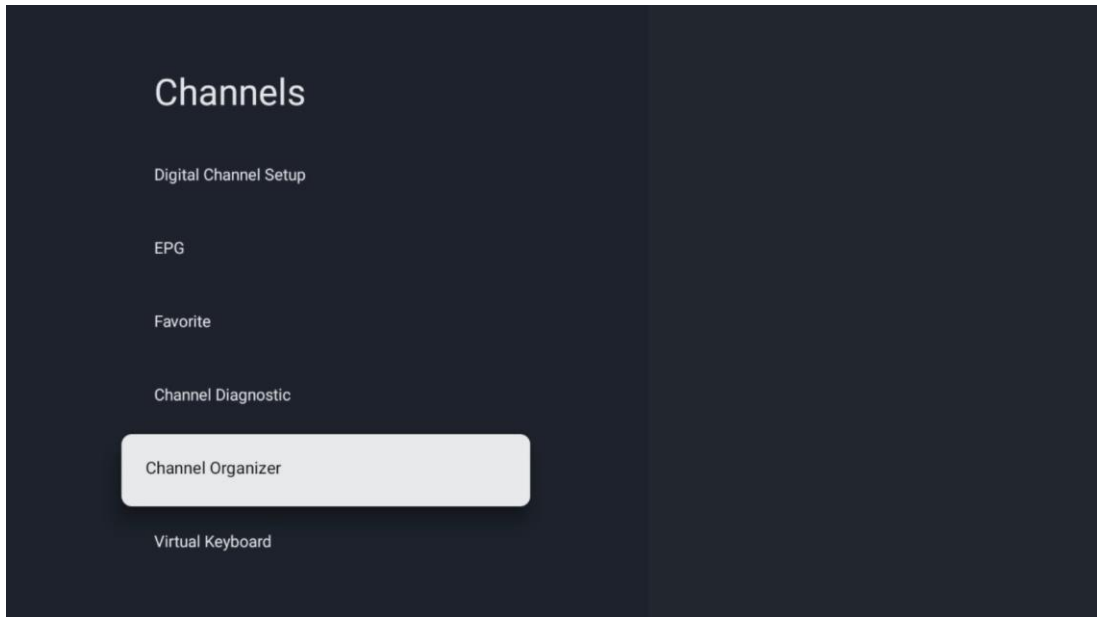 Channels
Digital Channel Setup
EPG
Favorite
Channel Diagnostic
Channel Organizer
Virtual Keyboard